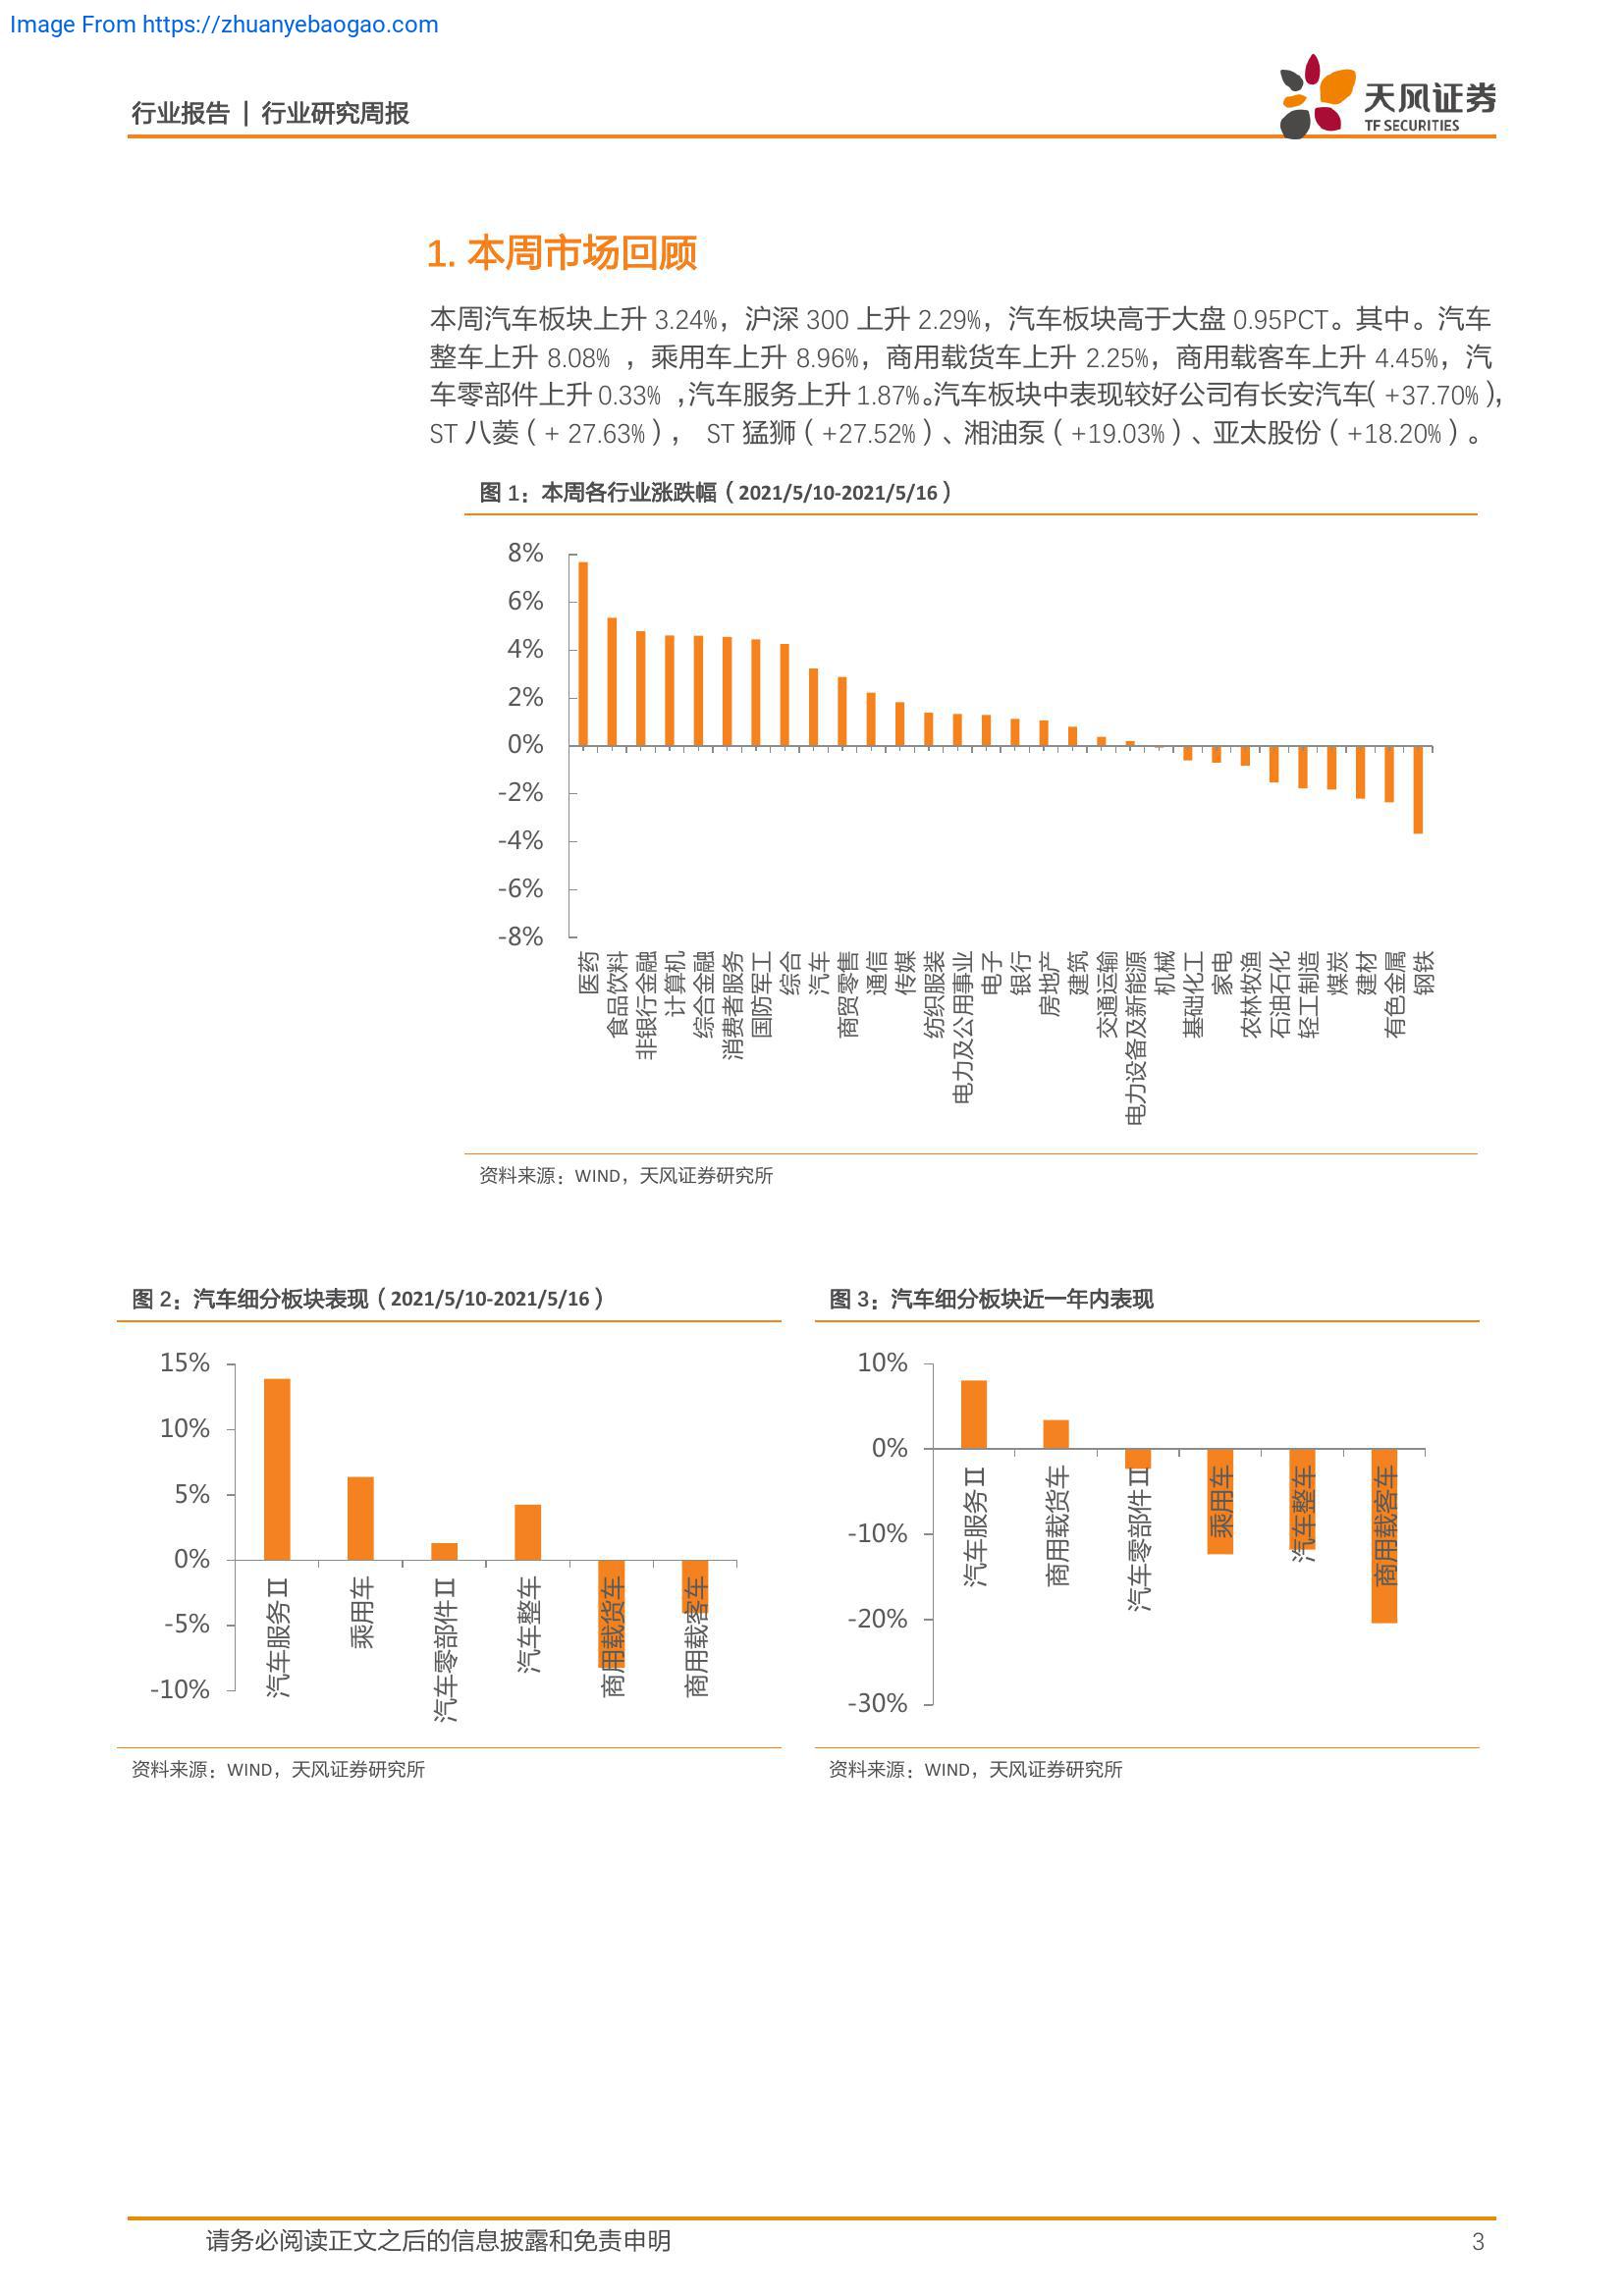 Image From https://zhuanyebaogao.com
行业报告 | 行业研究周报
天风证券
TF SECURITIES
1. 本周市场回顾
本周汽车板块上升 3.24%，沪深 300 上升 2.29%，汽车板块高于大盘 0.95PCT。其中。汽车
整车上升 8.08% ，乘用车上升 8.96%，商用载货车上升 2.25%，商用载客车上升 4.45%，汽
车零部件上升 0.33% ，汽车服务上升 1.87%。汽车板块中表现较好公司有长安汽车（+37.70%），
ST 八菱（+ 27.63%）， ST 猛狮（+27.52%）、湘油泵（+19.03%）、亚太股份（+18.20%）。
图 1：本周各行业涨跌幅（2021/5/10-2021/5/16）
8%
6%
4%
2%
0%
-2%
-4%
-6%
-8%
医药
食品饮料
非银行金融
计算机
综合金融
消费者服务
国防军工
综合
汽车
商贸零售
通信
传媒
纺织服装
电力及公用事业
电子
银行
房地产
建筑
交通运输
电力设备及新能源
机械
基础化工
家电
农林牧渔
石油石化
轻工制造
煤炭
建材
有色金属
钢铁
资料来源：WIND，天风证券研究所
图 2：汽车细分板块表现（2021/5/10-2021/5/16）
15%
10%
5%
0%
-5%
-10%
汽车服务Ⅱ
乘用车
汽车零部件Ⅱ
汽车整车
商用载货车
商用载客车
资料来源：WIND，天风证券研究所
图 3：汽车细分板块近一年内表现
10%
0%
-10%
-20%
-30%
汽车服务Ⅱ
商用载货车
汽车零部件Ⅱ
乘用车
汽车整车
商用载客车
资料来源：WIND，天风证券研究所
请务必阅读正文之后的信息披露和免责申明
3